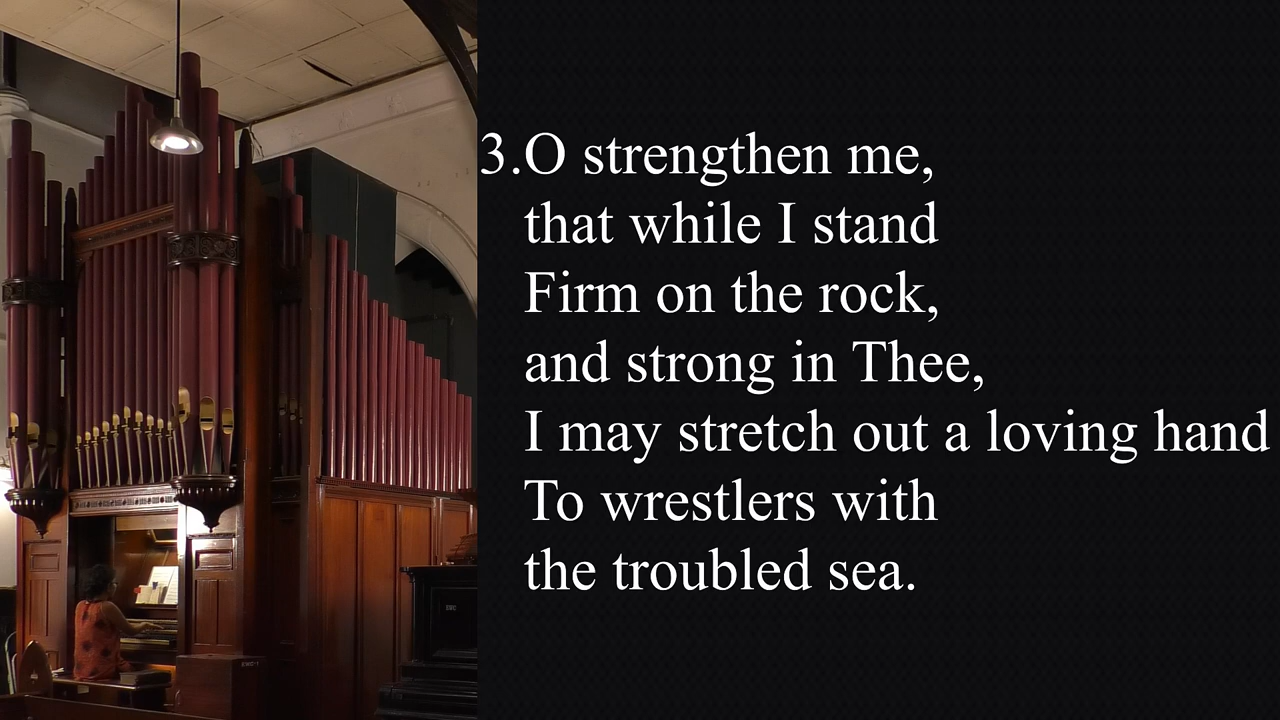 3.O strengthen me,
that while I stand
Firm on the rock,
and strong in Thee,
I may stretch out a loving hand
To wrestlers with
the troubled sea.